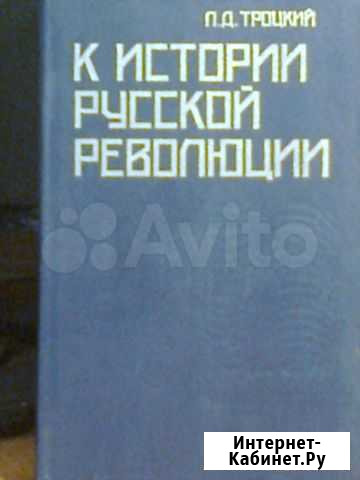 Л.Д. ТРОЦКИЙ
К ИСТОРИИ
РУССКОЙ
РЕВОЛЮЦИИ
Avito
Интернет-
Кабинет.Ру